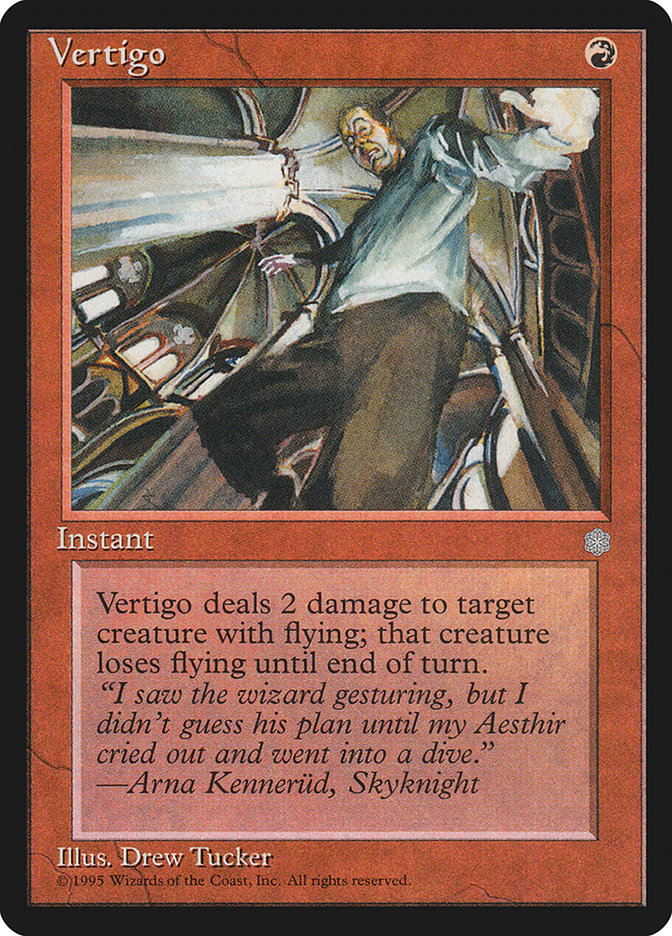 Vertigo
Instant
Vertigo deals 2 damage to target
creature with flying; that creature
loses flying until end of turn.
“I saw the wizard gesturing, but I
didn’t guess his plan until my Aesthir
cried out and went into a dive.”
—Arna Kennerüd, Skyknight
Illus. Drew Tucker
©1995 Wizards of the Coast, Inc. All rights reserved.